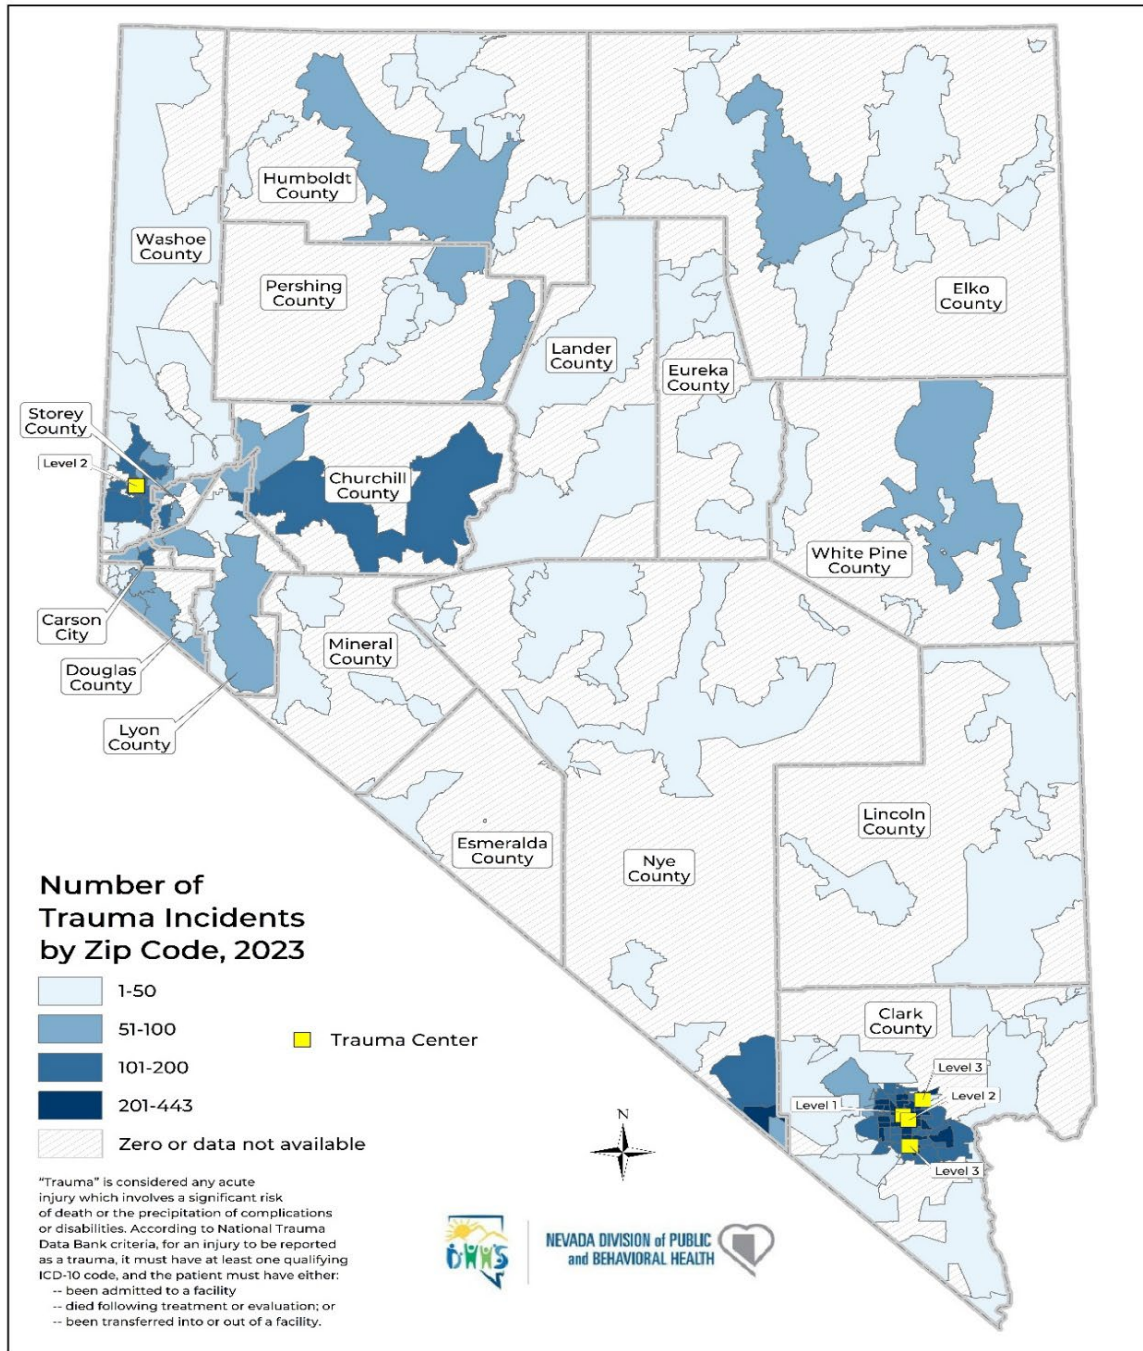 Humboldt
County
Washoe
County
Pershing
County
Elko
County
Lander
County
Eureka
County
Storey
County
Level 2
Churchill
County
White Pine
County
Carson
City
Mineral
County
Douglas
County
Lyon
County
Lincoln
County
Esmeralda
County
Nye
County
Clark
County
Level 3
Level 2
Level 1
Level 3
Number of
Trauma Incidents
by Zip Code, 2023
1-50
51-100
Trauma Center
101-200
201-443
Zero or data not available
N
"Trauma" is considered any acute
injury which involves a significant risk
of death or the precipitation of complications
or disabilities. According to National Trauma
Data Bank criteria, for an injury to be reported
as a trauma, it must have at least one qualifying
ICD-10 code, and the patient must have either:
-- been admitted to a facility
-- died following treatment or evaluation; or
-- been transferred into or out of a facility.
DHHS
NEVADA DIVISION of PUBLIC
and BEHAVIORAL HEALTH